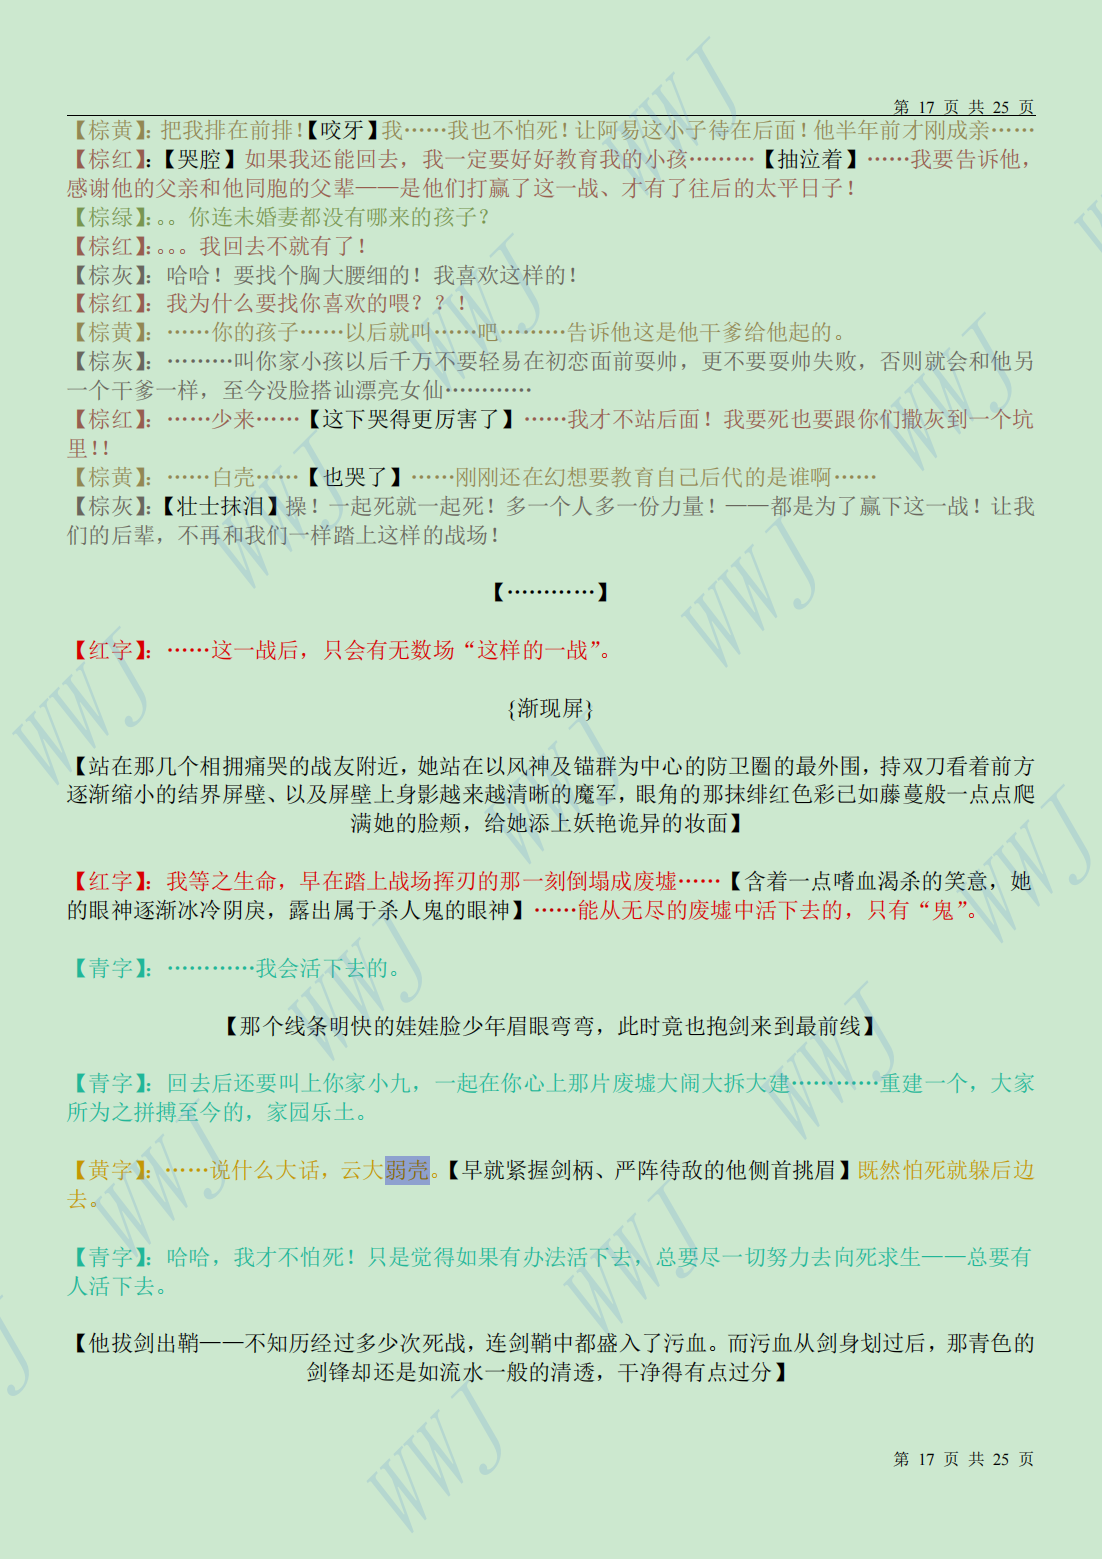 第 17 页 共 25 页
【棕黄】：把我排在前排！【咬牙】我……我也不怕死！让阿易这小子待在后面！他半年前才刚成亲……
【棕红】：【哭腔】如果我还能回去，我一定要好好教育我的小孩………【抽泣着】……我要告诉他，
感谢他的父亲和他同胞的父辈——是他们打赢了这一战、才有了往后的太平日子！
【棕绿】：。。你连未婚妻都没有哪来的孩子？
【棕红】：。。。我回去不就有了！
【棕灰】：哈哈！要找个胸大腰细的！我喜欢这样的！
【棕红】：我为什么要找你喜欢的喂？？！
【棕黄】：……你的孩子……以后就叫……吧………告诉他这是他干爹给他起的。
【棕灰】：………叫你家小孩以后千万不要轻易在初恋面前耍帅，更不要耍帅失败，否则就会和他另
一个干爹一样，至今没脸搭讪漂亮女仙…………
【棕红】：……少来……【这下哭得更厉害了】……我才不站后面！我要死也要跟你们撒灰到一个坑
里！！
【棕黄】：……白壳……【也哭了】……刚刚还在幻想要教育自己后代的是谁啊……
【棕灰】：【壮士抹泪】操！一起死就一起死！多一个人多一份力量！——都是为了赢下这一战！让我
们的后辈，不再和我们一样踏上这样的战场！
【…………】
【红字】：……这一战后，只会有无数场“这样的一战”。
{渐现屏}
【站在那几个相拥痛哭的战友附近，她站在以风神及锚群为中心的防卫圈的最外围，持双刀看着前方
逐渐缩小的结界屏壁、以及屏壁上身影越来越清晰的魔军，眼角的那抹绯红色彩已如藤蔓般一点点爬
满她的脸颊，给她添上妖艳诡异的妆面】
【红字】：我等之生命，早在踏上战场挥刃的那一刻倒塌成废墟……【含着一点嗜血渴杀的笑意，她
的眼神逐渐冰冷阴戾，露出属于杀人鬼的眼神】……能从无尽的废墟中活下去的，只有“鬼”。
【青字】：…………我会活下去的。
【那个线条明快的娃娃脸少年眉眼弯弯，此时竟也抱剑来到最前线】
【青字】：回去后还要叫上你家小九，一起在你心上那片废墟大闹大拆大建…………重建一个，大家
所为之拼搏至今的，家园乐土。
【黄字】：……说什么大话，云大弱壳。【早就紧握剑柄、严阵待敌的他侧首挑眉】既然怕死就躲后边
去。
【青字】：哈哈，我才不怕死！只是觉得如果有办法活下去，总要尽一切努力去向死求生——总要有
人活下去。
【他拔剑出鞘——不知历经过多少次死战，连剑鞘中都盛入了污血。而污血从剑身划过后，那青色的
剑锋却还是如流水一般的清透，干净得有点过分】
第 17 页 共 25 页
WWJ